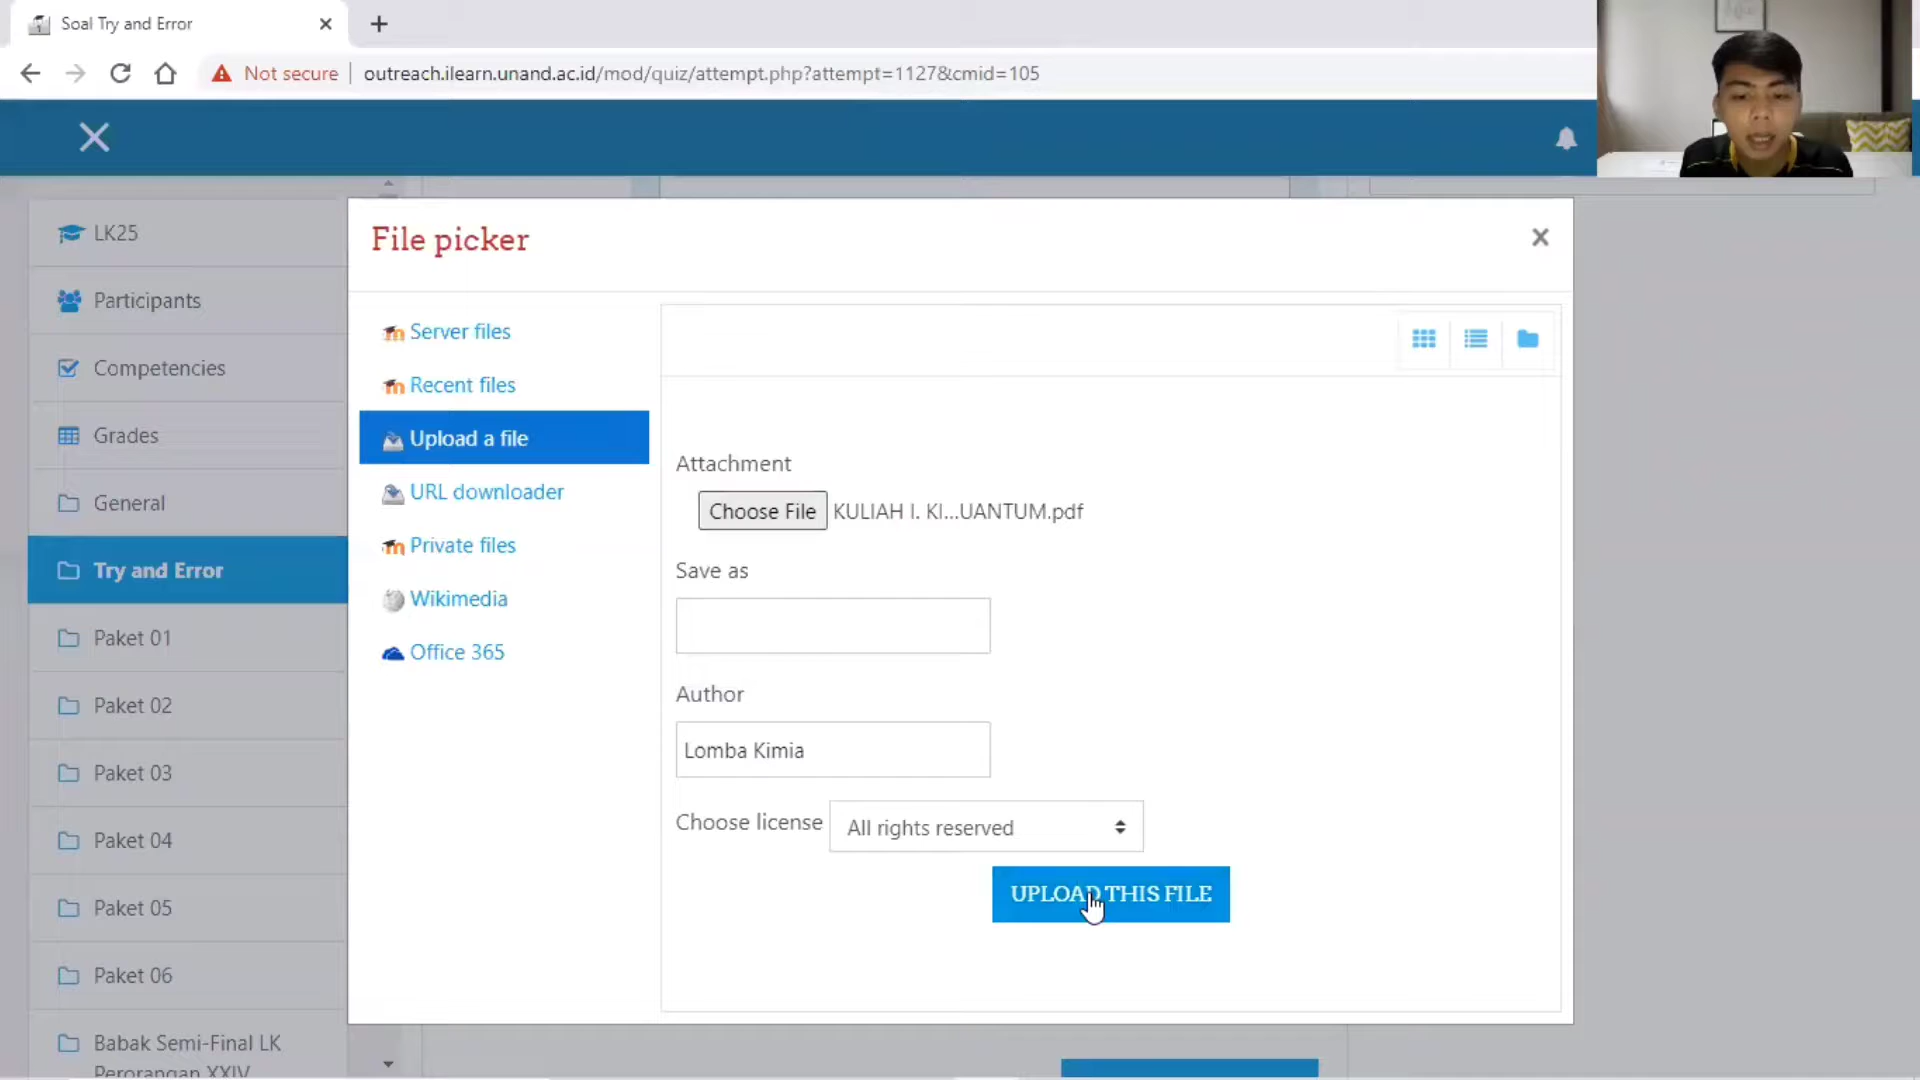 Soal Try and Error
Not secure
outreach.ilearn.unand.ac.id/mod/quiz/attempt.php?attempt=1127&cmid=105
LK25
Participants
Competencies
Grades
General
Try and Error
Paket 01
Paket 02
Paket 03
Paket 04
Paket 05
Paket 06
Babak Semi-Final LK
Perorangan XXIV
File picker
Server files
Recent files
Upload a file
URL downloader
Private files
Wikimedia
Office 365
Attachment
Choose File KULIAH I. KI...UANTUM.pdf
Save as
Author
Lomba Kimia
Choose license All rights reserved
UPLOAD THIS FILE